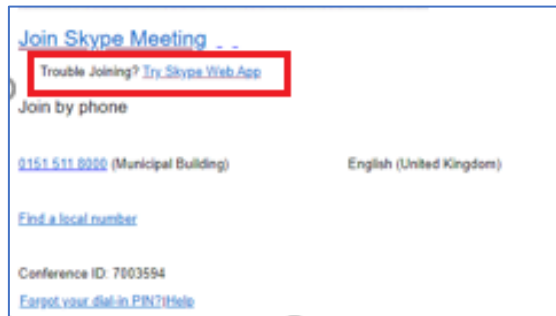 Join Skype Meeting
Trouble Joining? Try Skype Web App
Join by phone
0151 511 8000 (Municipal Building) English (United Kingdom)
Find a local number
Conference ID: 7003594
Forgot your dial-in PIN?|Help